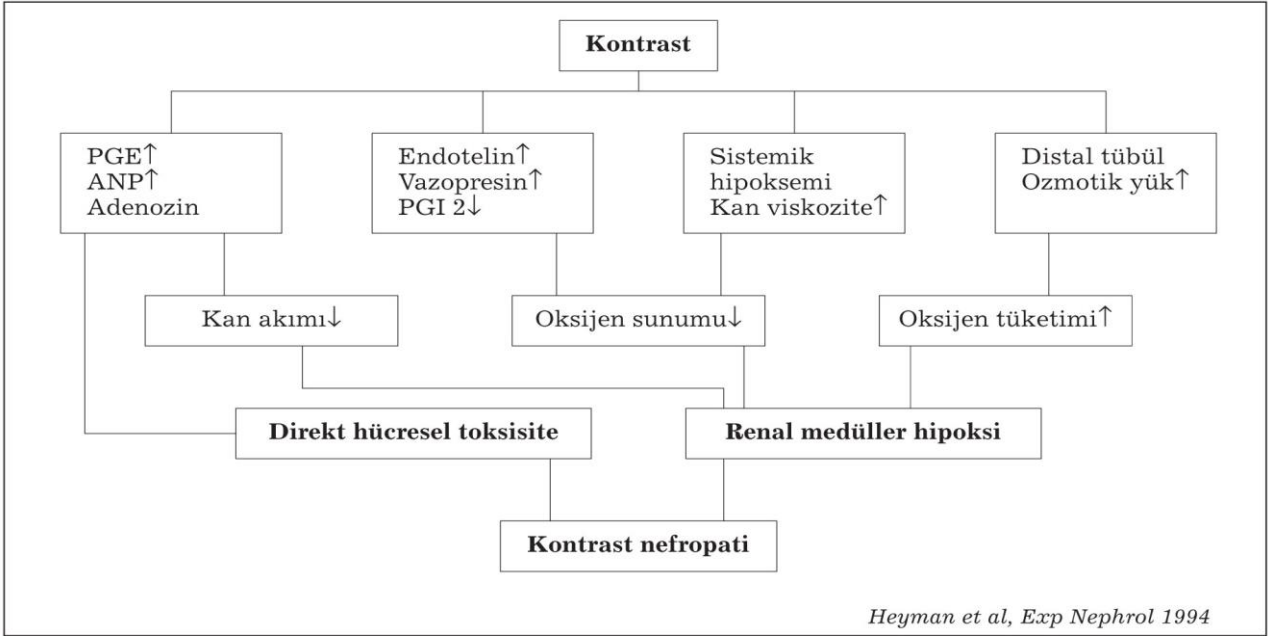 Kontrast
PGE↑
ANP↑
Adenozin
Endotelin↑
Vazopresin↑
PGI 2↓
Sistemik
hipoksemi
Kan viskozite↑
Distal tübül
Ozmotik yük↑
Kan akımı↓
Oksijen sunumu↓
Oksijen tüketimi↑
Direkt hücresel toksisite
Renal medüller hipoksi
Kontrast nefropati
Heyman et al, Exp Nephrol 1994